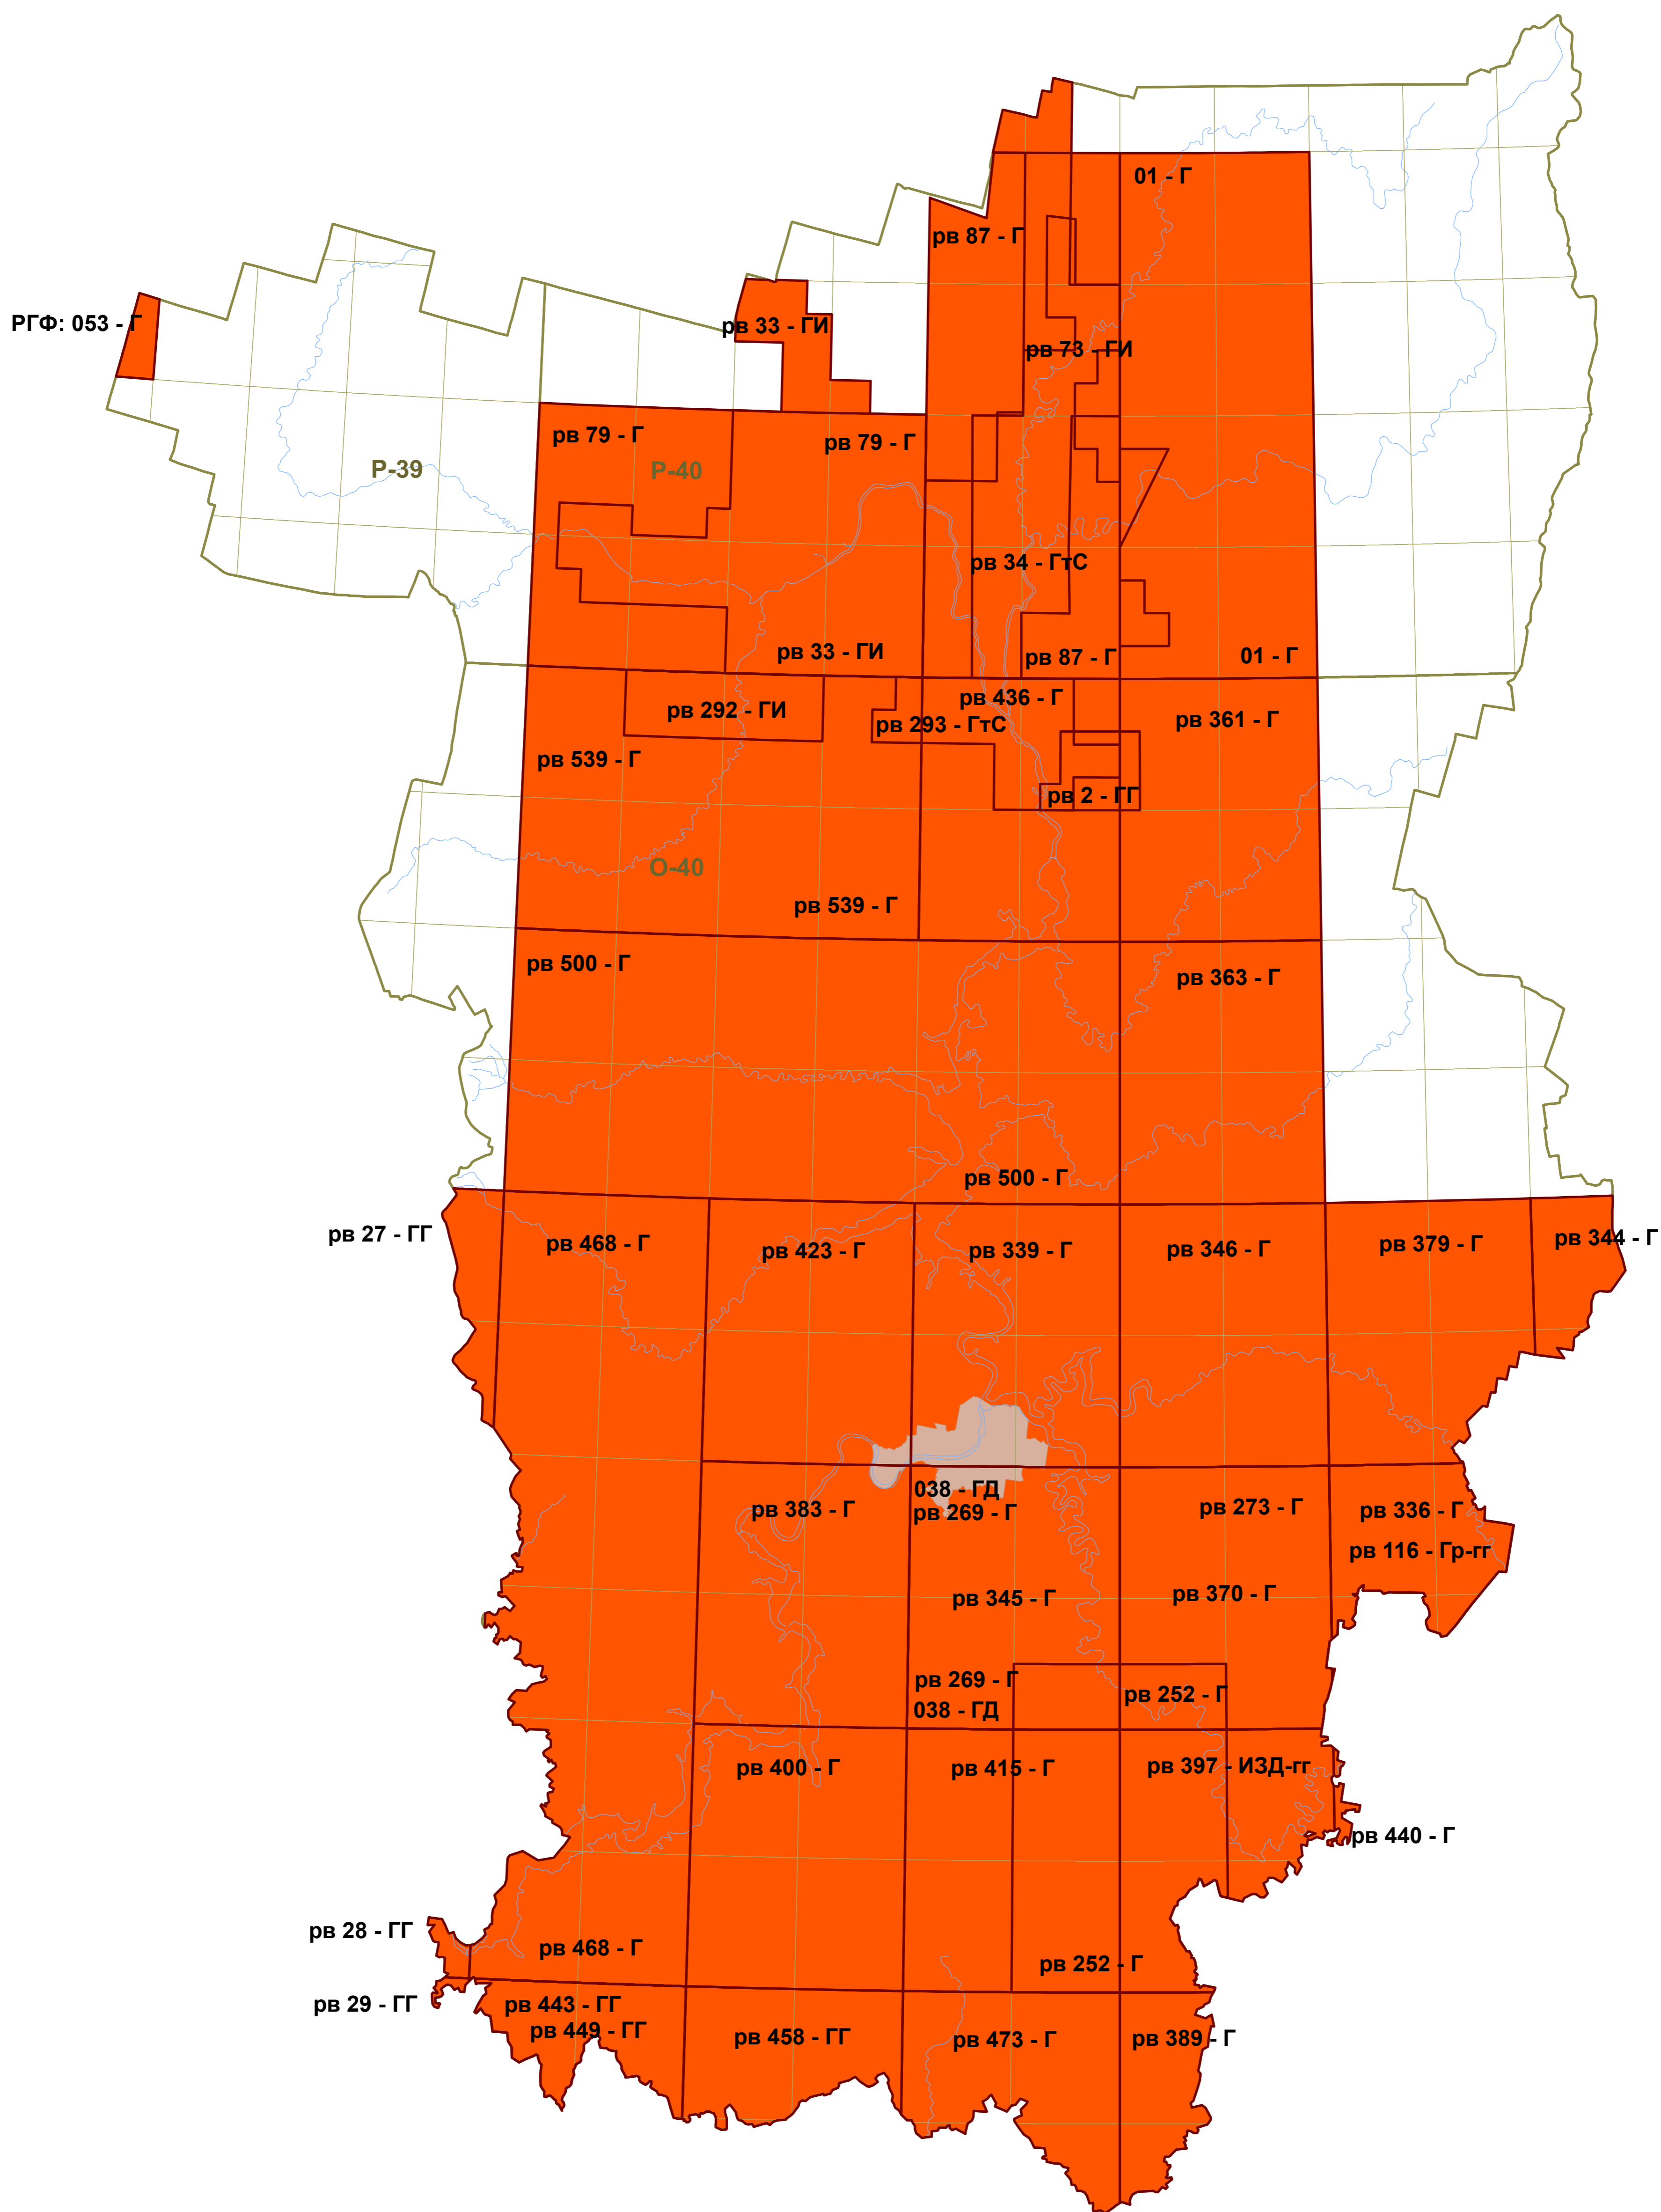 01 - Г
рв 87 - Г
РГФ: 053 - Г
рв 33 - ГИ
рв 73 - ГИ
рв 79 - Г
рв 79 - Г
Р-39
Р-40
рв 34 - ГтС
рв 33 - ГИ
рв 87 - Г
01 - Г
рв 436 - Г
рв 292 - ГИ
рв 293 - ГтС
рв 361 - Г
рв 539 - Г
рв 2 - ГГ
О-40
рв 539 - Г
рв 500 - Г
рв 363 - Г
рв 500 - Г
рв 27 - ГГ
рв 468 - Г
рв 423 - Г
рв 339 - Г
рв 346 - Г
рв 379 - Г
рв 344 - Г
038 - ГД
рв 383 - Г
рв 269 - Г
рв 273 - Г
рв 336 - Г
рв 116 - Гр-гг
рв 345 - Г
рв 370 - Г
рв 269 - Г
рв 252 - Г
038 - ГД
рв 400 - Г
рв 415 - Г
рв 397 - ИЗД-гг
рв 440 - Г
рв 28 - ГГ
рв 468 - Г
рв 252 - Г
рв 29 - ГГ
рв 443 - ГГ
рв 449 - ГГ
рв 458 - ГГ
рв 473 - Г
рв 389 - Г